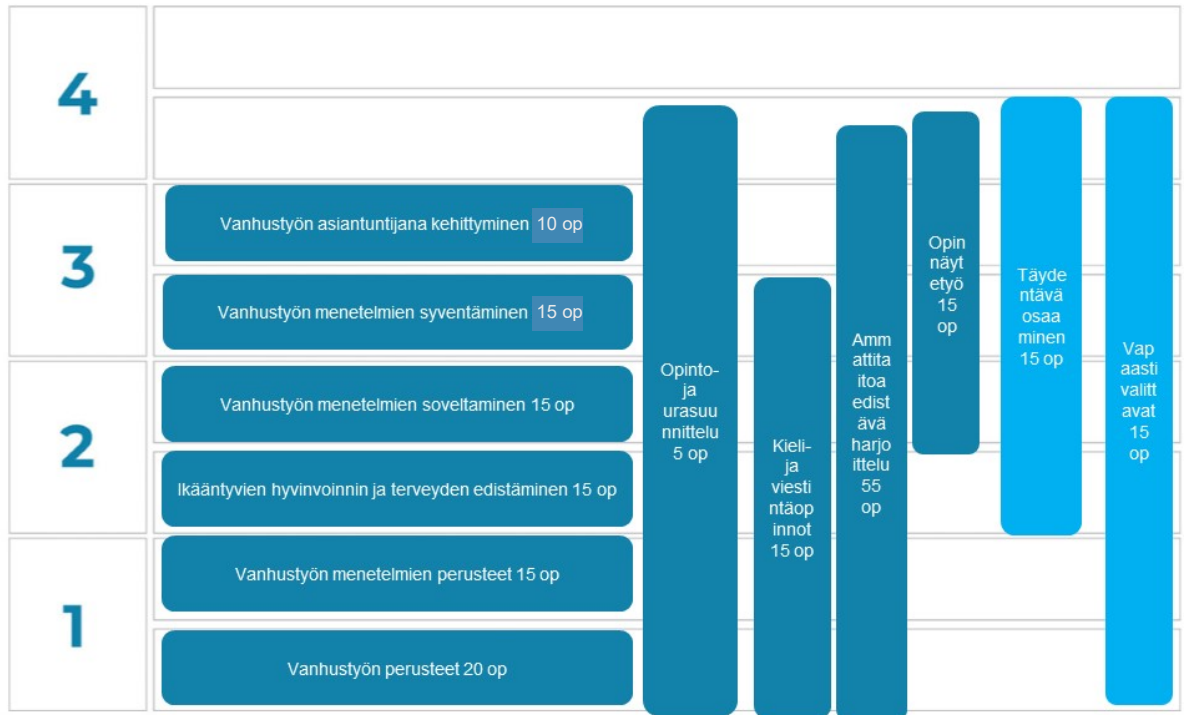 4
3
2
1
Vanhustyön asiantuntijana kehittyminen 10 op
Vanhustyön menetelmien syventäminen 15 op
Vanhustyön menetelmien soveltaminen 15 op
Ikääntyvien hyvinvoinnin ja terveyden edistäminen 15 op
Vanhustyön menetelmien perusteet 15 op
Vanhustyön perusteet 20 op
Opinto-
ja
urasuu
nnittelu
5 op
Kieli-
ja
viesti
ntäop
innot
15 op
Amm
attita
itoa
edist
ävä
harjo
ittelu
55
op
Opin
näyt
etyö
15
op
Täyde
ntävä
osaa
minen
15 op
Vap
aasti
valitt
avat
15
op